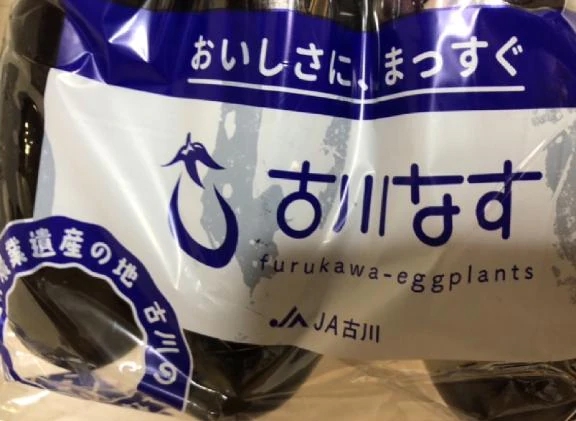 おいしさに、まっすぐ
古川なす
furukawa-eggplants
JA古川
業遺産の地 古川の